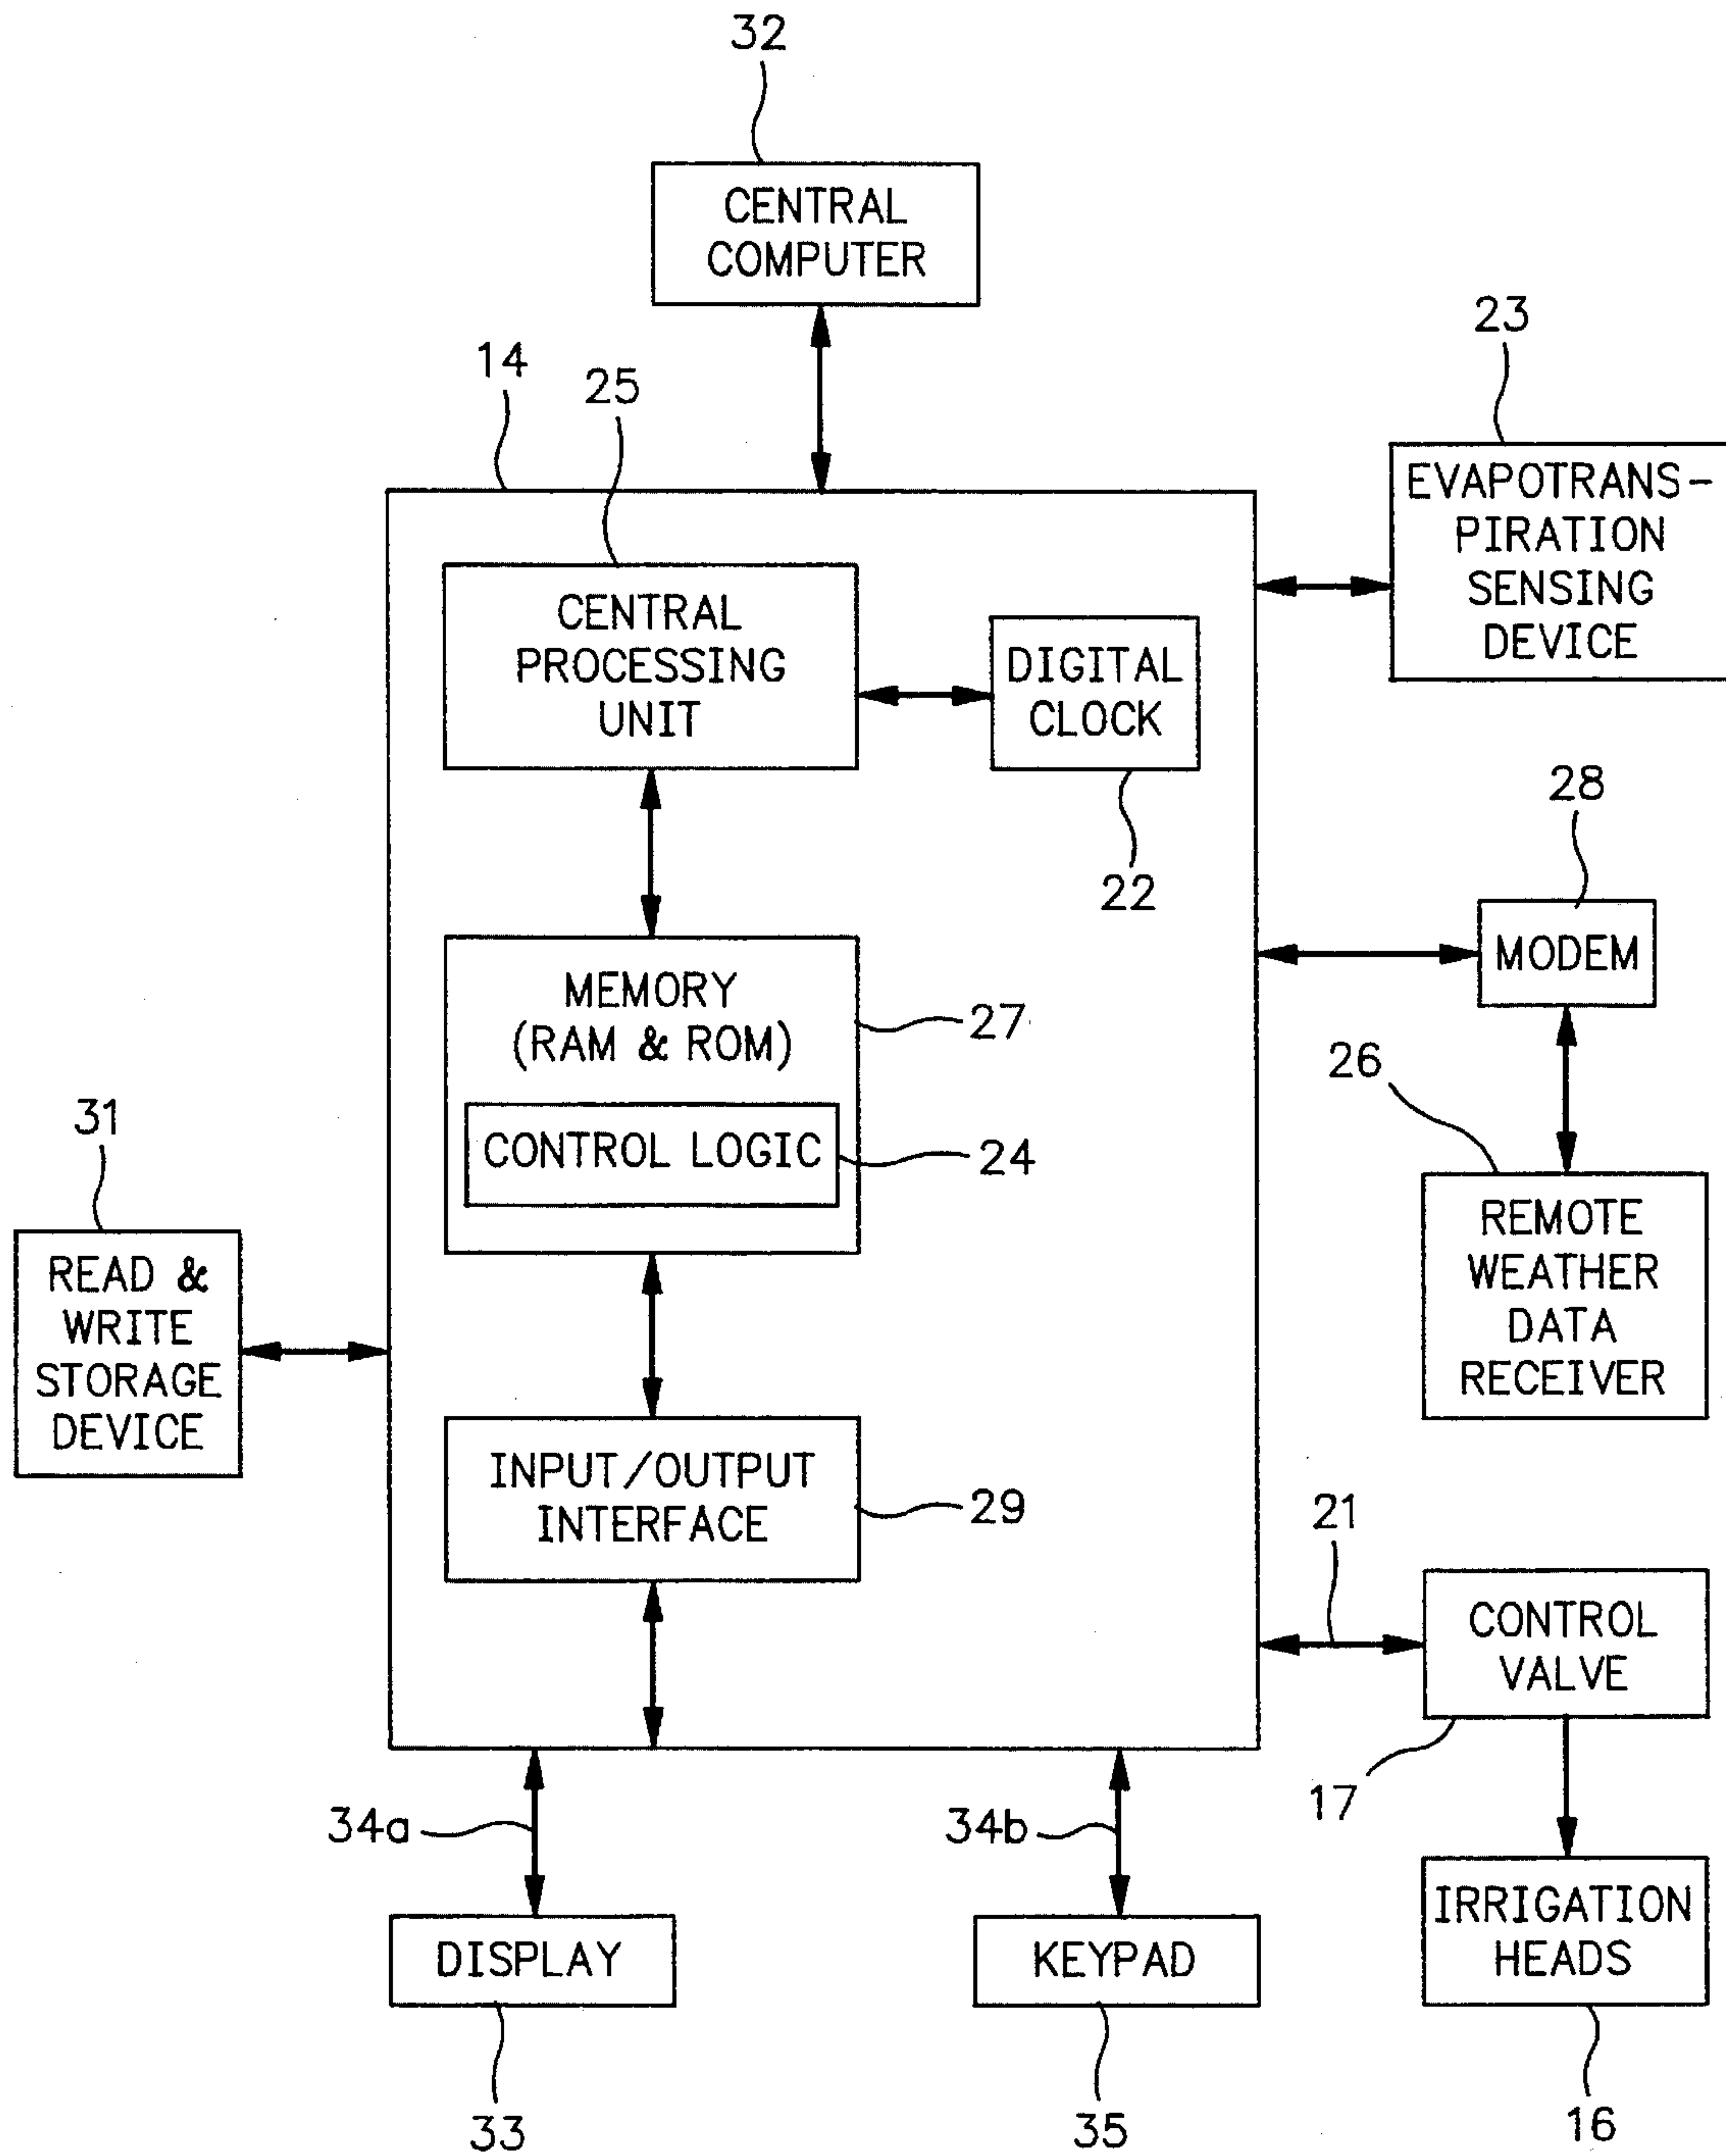 32
CENTRAL
COMPUTER
14
25
23
EVAPOTRANS-
PIRATION
SENSING
DEVICE
CENTRAL
PROCESSING
UNIT
DIGITAL
CLOCK
22
28
MODEM
MEMORY
(RAM & ROM)
27
CONTROL LOGIC
24
26
REMOTE
WEATHER
DATA
RECEIVER
31
READ &
WRITE
STORAGE
DEVICE
INPUT/OUTPUT
INTERFACE
29
21
CONTROL
VALVE
17
34a
34b
IRRIGATION
HEADS
16
DISPLAY
33
KEYPAD
35